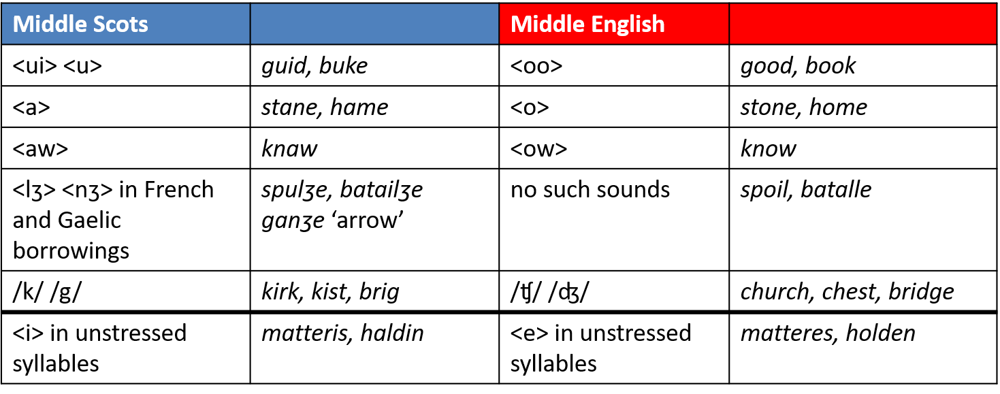 Middle Scots Middle English
<ui> <u> guid, buke <oo> good, book
<a> stane, hame <o> stone, home
<aw> knaw <ow> know
<lʒ> <nʒ> in French spulʒe, batailʒe no such sounds spoil, batalle
and Gaelic ganʒe ‘arrow’
borrowings
/k/ /g/ kirk, kist, brig /ʧ/ /ʤ/ church, chest, bridge
<i> in unstressed matteris, haldin <e> in unstressed matteres, holden
syllables syllables